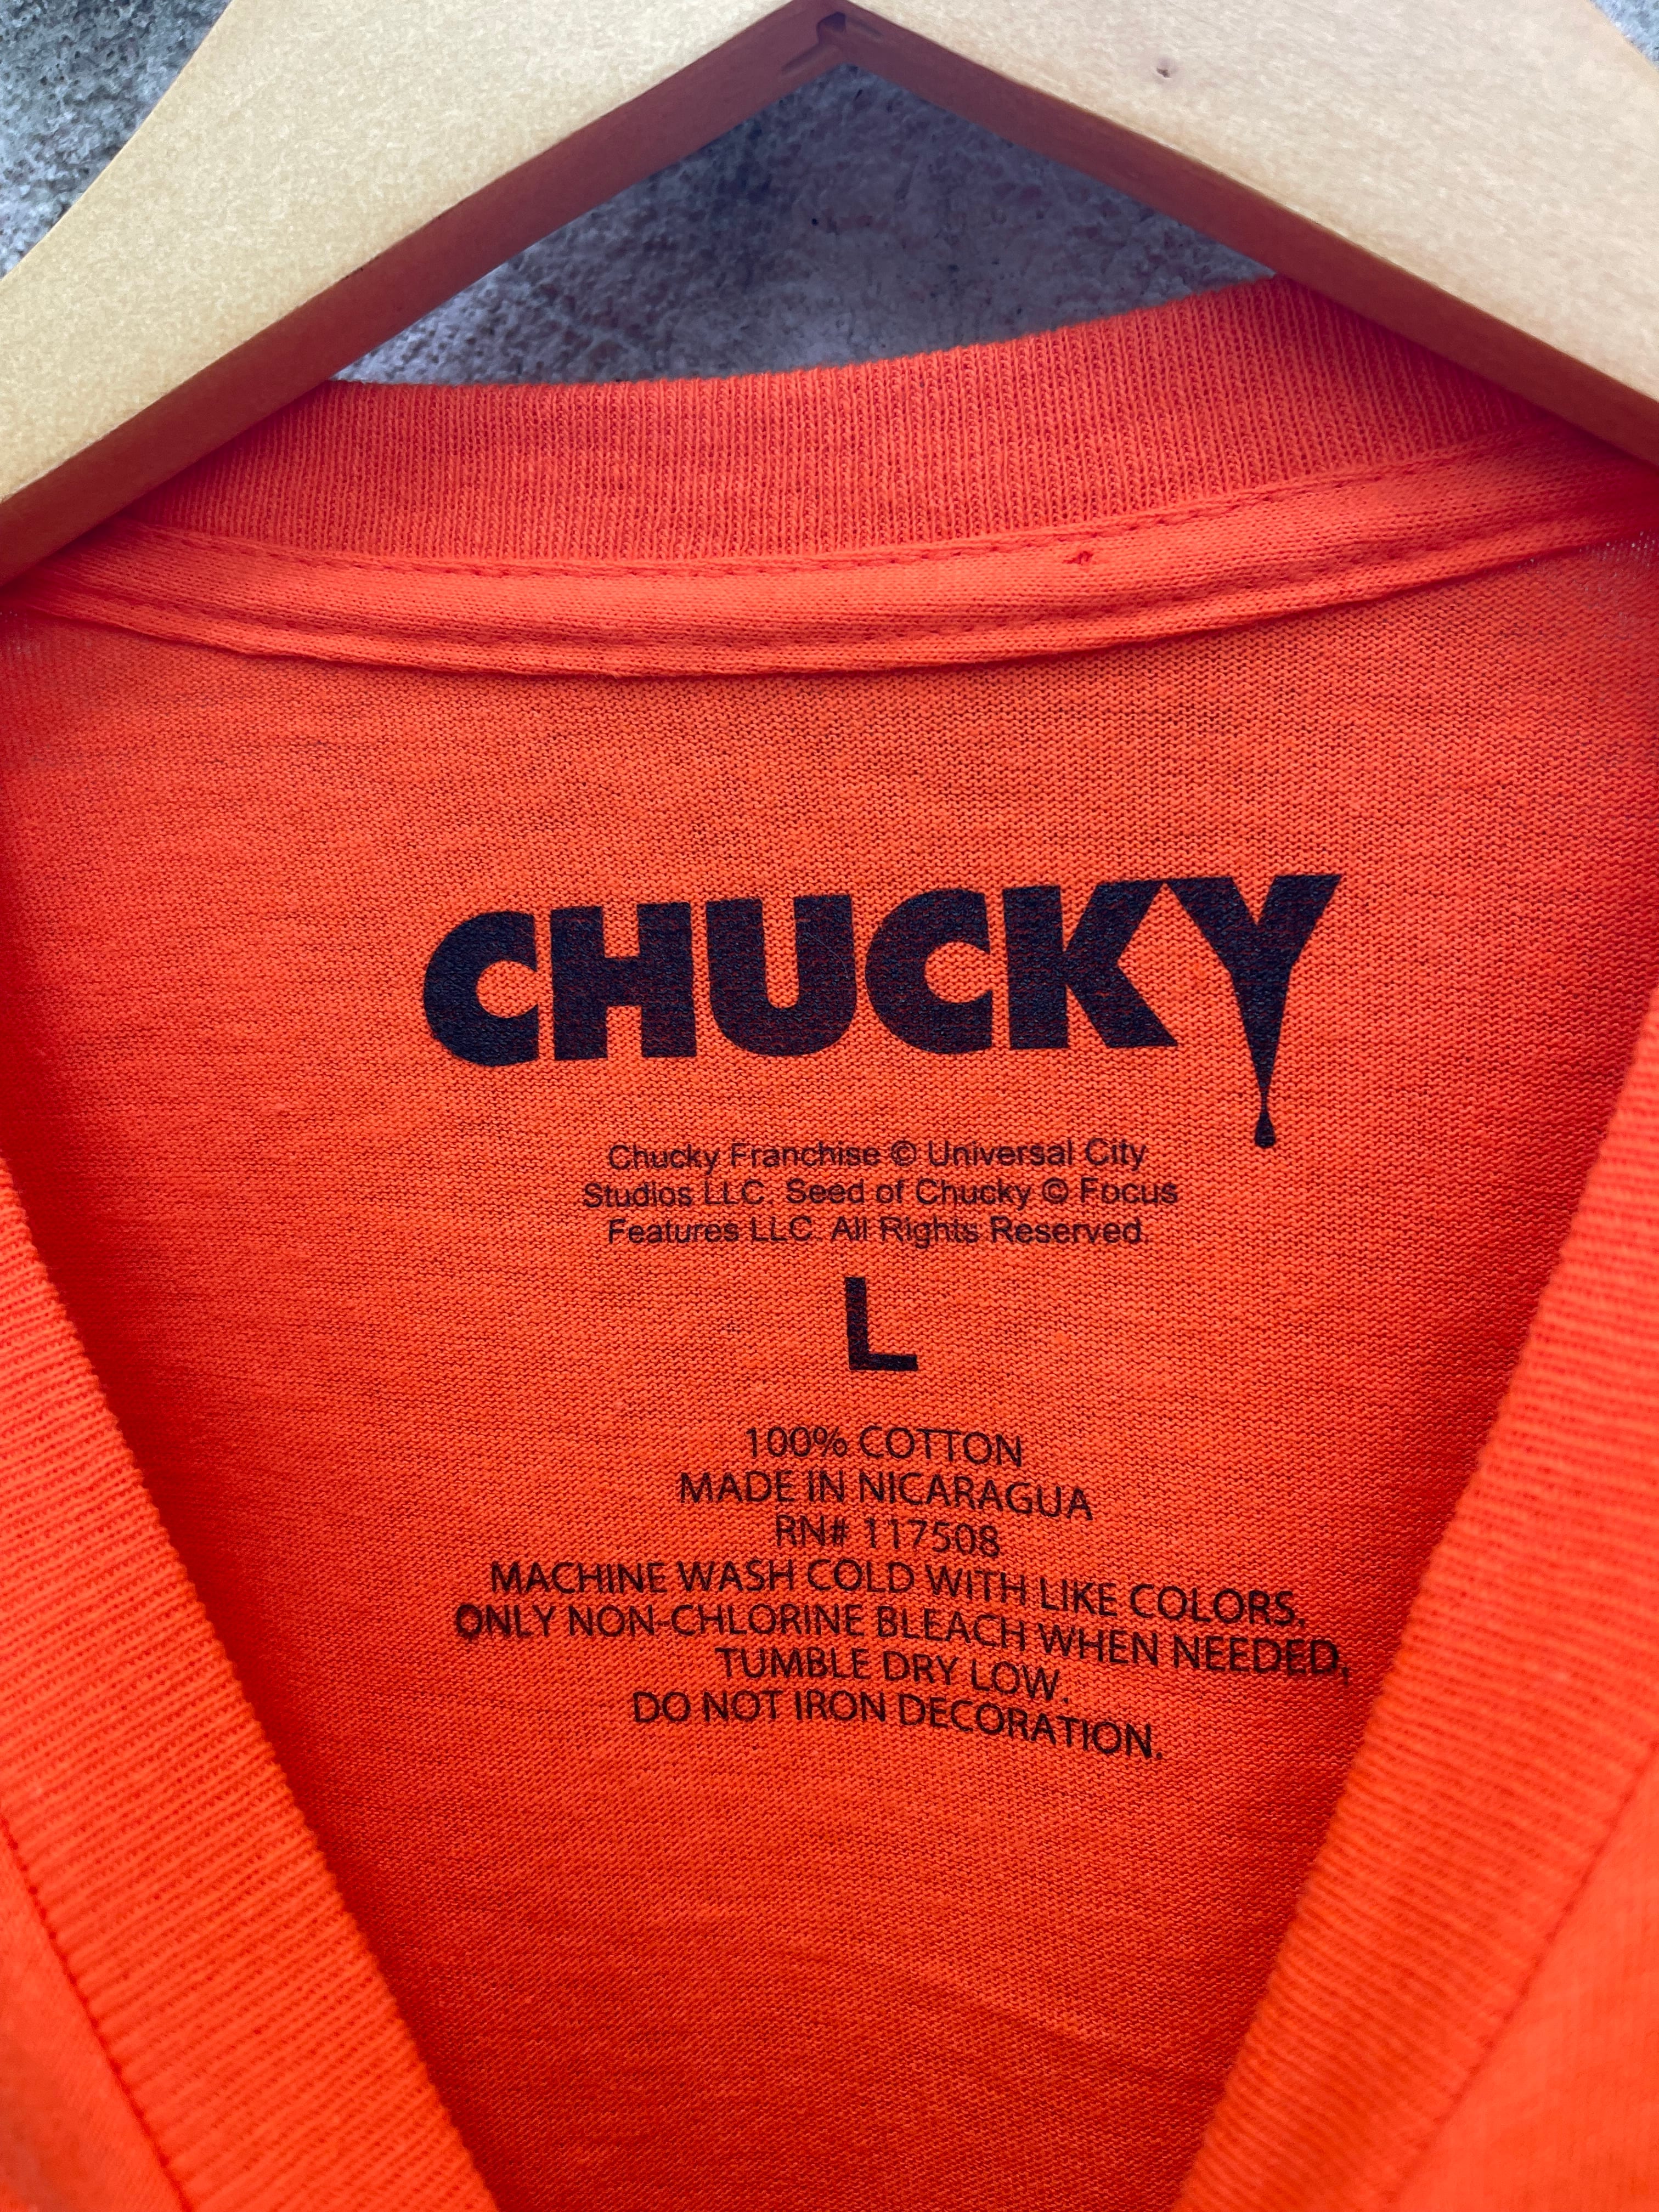 CHUCKY
Chucky Franchise © Universal City
Studios LLC. Seed of Chucky © Focus
Features LLC. All Rights Reserved.
L
100% COTTON
MADE IN NICARAGUA
RN# 117508
MACHINE WASH COLD WITH LIKE COLORS.
ONLY NON-CHLORINE BLEACH WHEN NEEDED,
TUMBLE DRY LOW.
DO NOT IRON DECORATION.